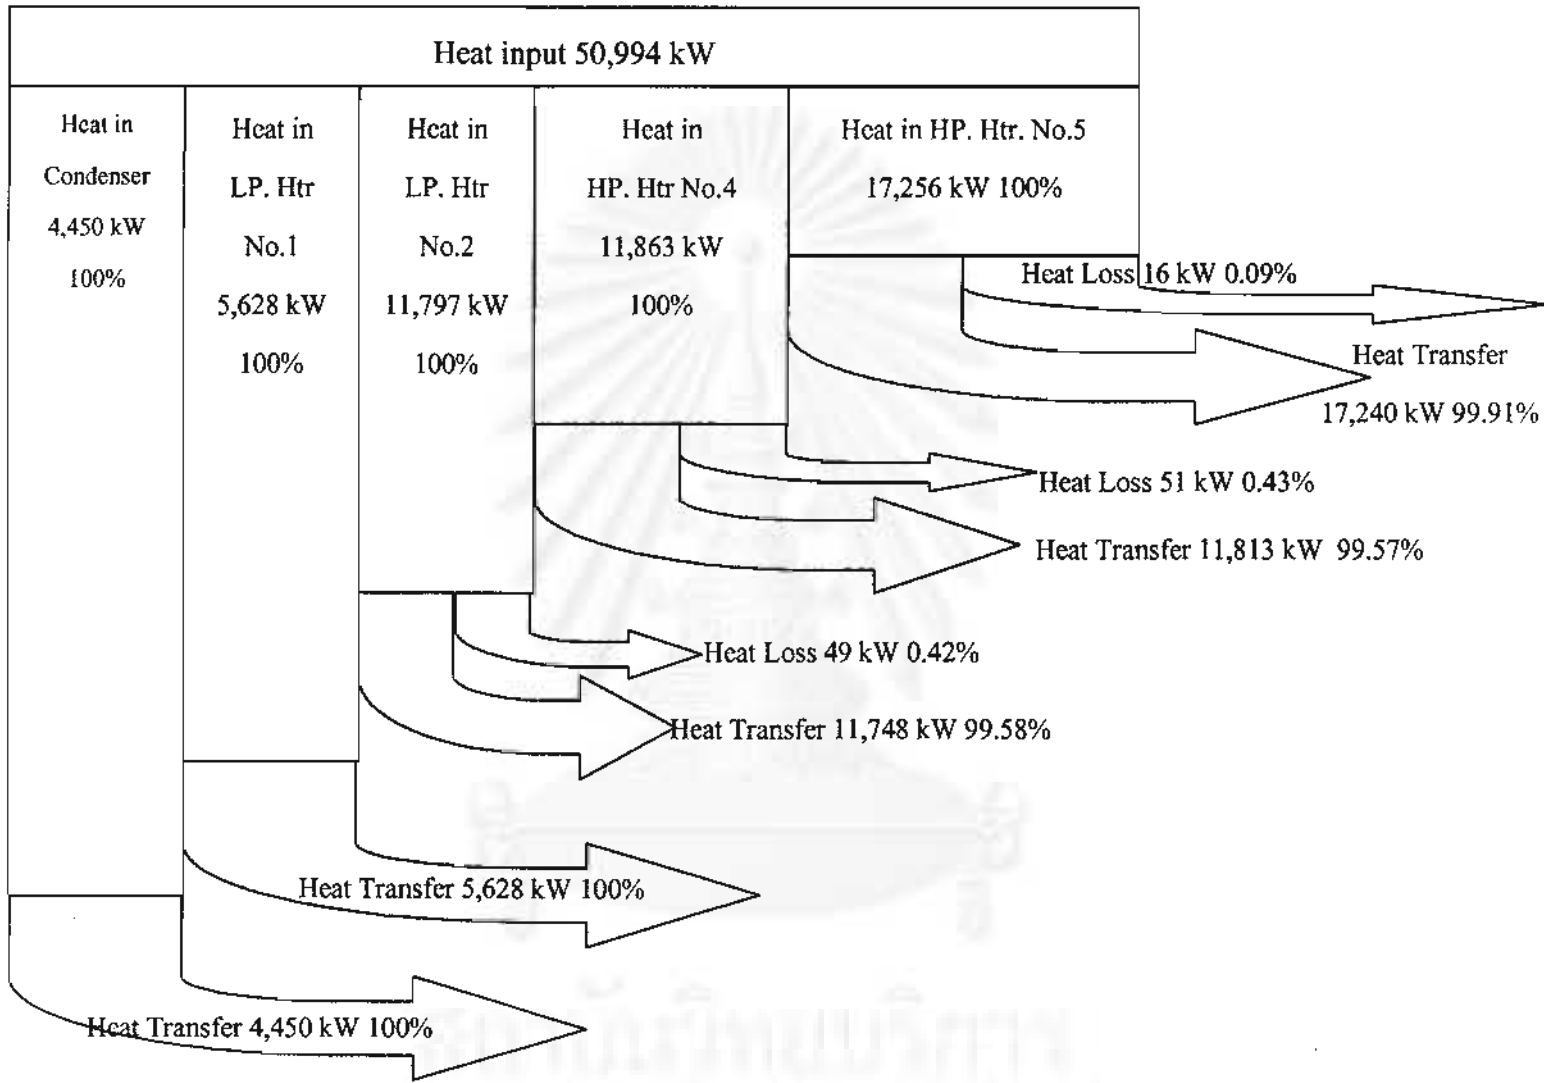 Heat input 50,994 kW
Heat in
Condenser
4,450 kW
100%
Heat in
LP. Htr
No.1
5,628 kW
100%
Heat in
LP. Htr
No.2
11,797 kW
100%
Heat in
HP. Htr No.4
11,863 kW
100%
Heat in HP. Htr. No.5
17,256 kW 100%
Heat Loss 16 kW 0.09%
Heat Transfer
17,240 kW 99.91%
Heat Loss 51 kW 0.43%
Heat Transfer 11,813 kW 99.57%
Heat Loss 49 kW 0.42%
Heat Transfer 11,748 kW 99.58%
Heat Transfer 5,628 kW 100%
Heat Transfer 4,450 kW 100%